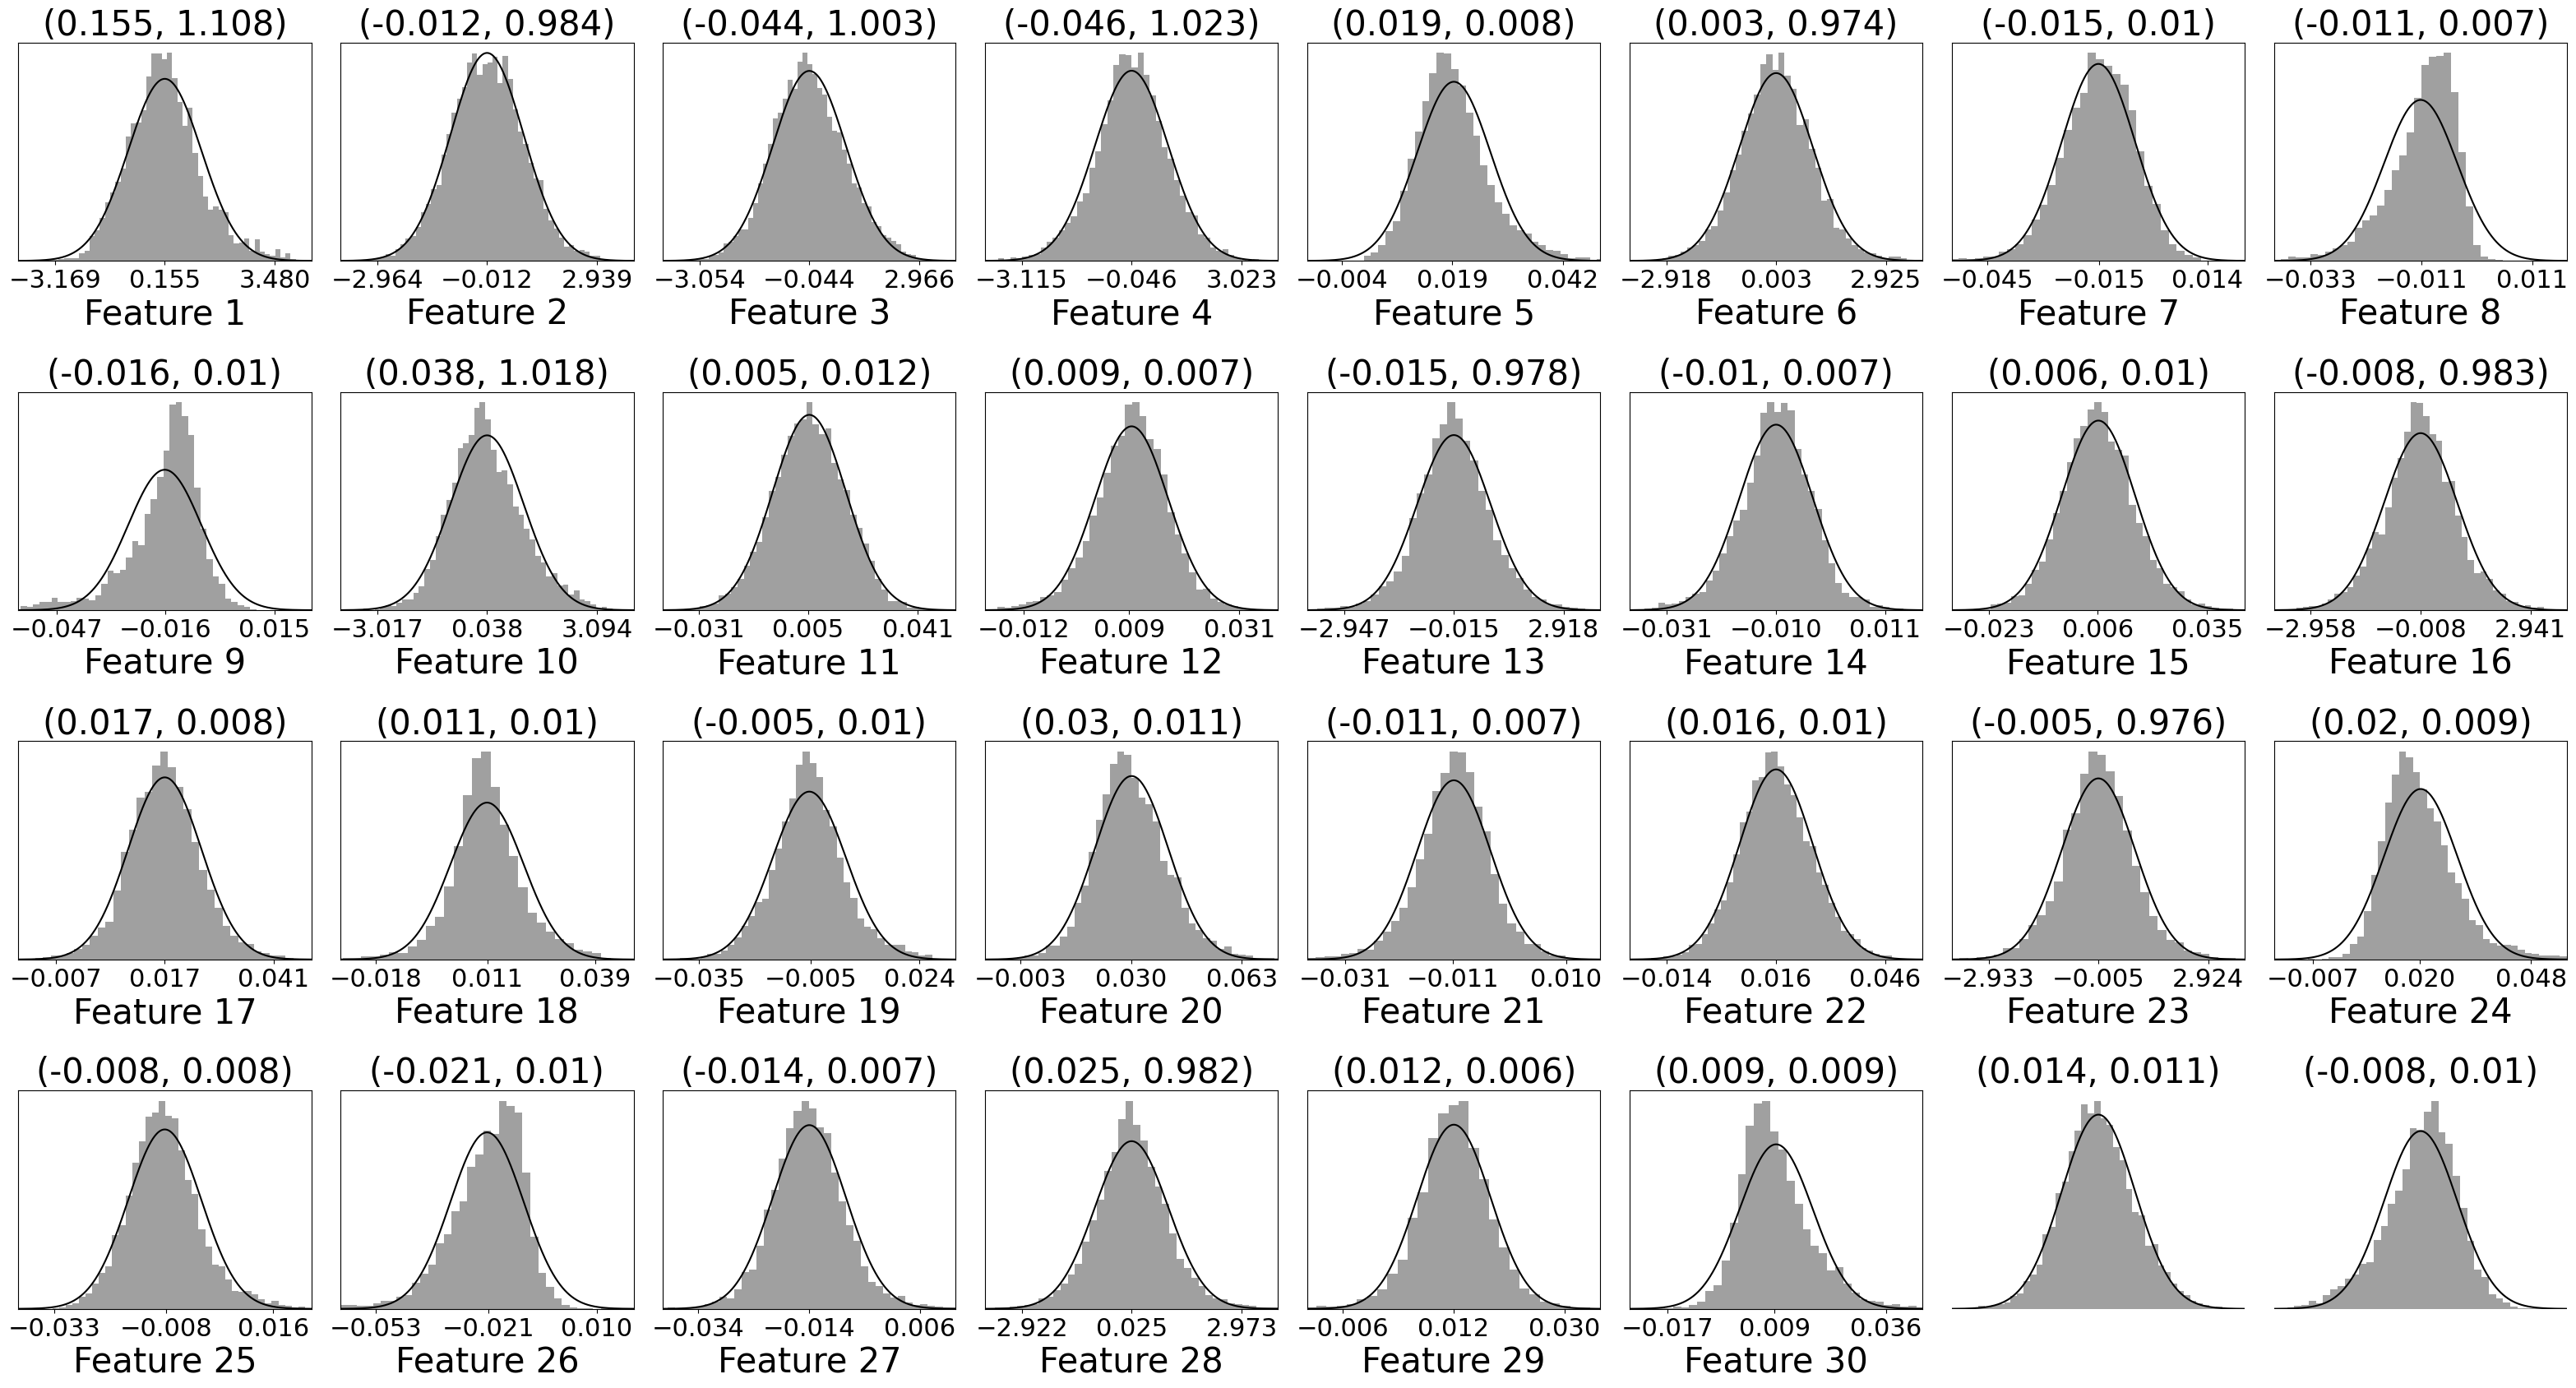 (0.155, 1.108) (-0.012, 0.984) (-0.044, 1.003) (-0.046, 1.023) (0.019, 0.008) (0.003, 0.974) (-0.015, 0.01) (-0.011, 0.007)
−3.169 0.155 3.480 −2.964 −0.012 2.939 −3.054 −0.044 2.966 −3.115 −0.046 3.023 −0.004 0.019 0.042 −2.918 0.003 2.925 −0.045 −0.015 0.014 −0.033 −0.011 0.011
Feature 1 Feature 2 Feature 3 Feature 4 Feature 5 Feature 6 Feature 7 Feature 8
(-0.016, 0.01) (0.038, 1.018) (0.005, 0.012) (0.009, 0.007) (-0.015, 0.978) (-0.01, 0.007) (0.006, 0.01) (-0.008, 0.983)
−0.047 −0.016 0.015 −3.017 0.038 3.094 −0.031 0.005 0.041 −0.012 0.009 0.031 −2.947 −0.015 2.918 −0.031 −0.010 0.011 −0.023 0.006 0.035 −2.958 −0.008 2.941
Feature 9 Feature 10 Feature 11 Feature 12 Feature 13 Feature 14 Feature 15 Feature 16
(0.017, 0.008) (0.011, 0.01) (-0.005, 0.01) (0.03, 0.011) (-0.011, 0.007) (0.016, 0.01) (-0.005, 0.976) (0.02, 0.009)
−0.007 0.017 0.041 −0.018 0.011 0.039 −0.035 −0.005 0.024 −0.003 0.030 0.063 −0.031 −0.011 0.010 −0.014 0.016 0.046 −2.933 −0.005 2.924 −0.007 0.020 0.048
Feature 17 Feature 18 Feature 19 Feature 20 Feature 21 Feature 22 Feature 23 Feature 24
(-0.008, 0.008) (-0.021, 0.01) (-0.014, 0.007) (0.025, 0.982) (0.012, 0.006) (0.009, 0.009) (0.014, 0.011) (-0.008, 0.01)
−0.033 −0.008 0.016 −0.053 −0.021 0.010 −0.034 −0.014 0.006 −2.922 0.025 2.973 −0.006 0.012 0.030 −0.017 0.009 0.036
Feature 25 Feature 26 Feature 27 Feature 28 Feature 29 Feature 30